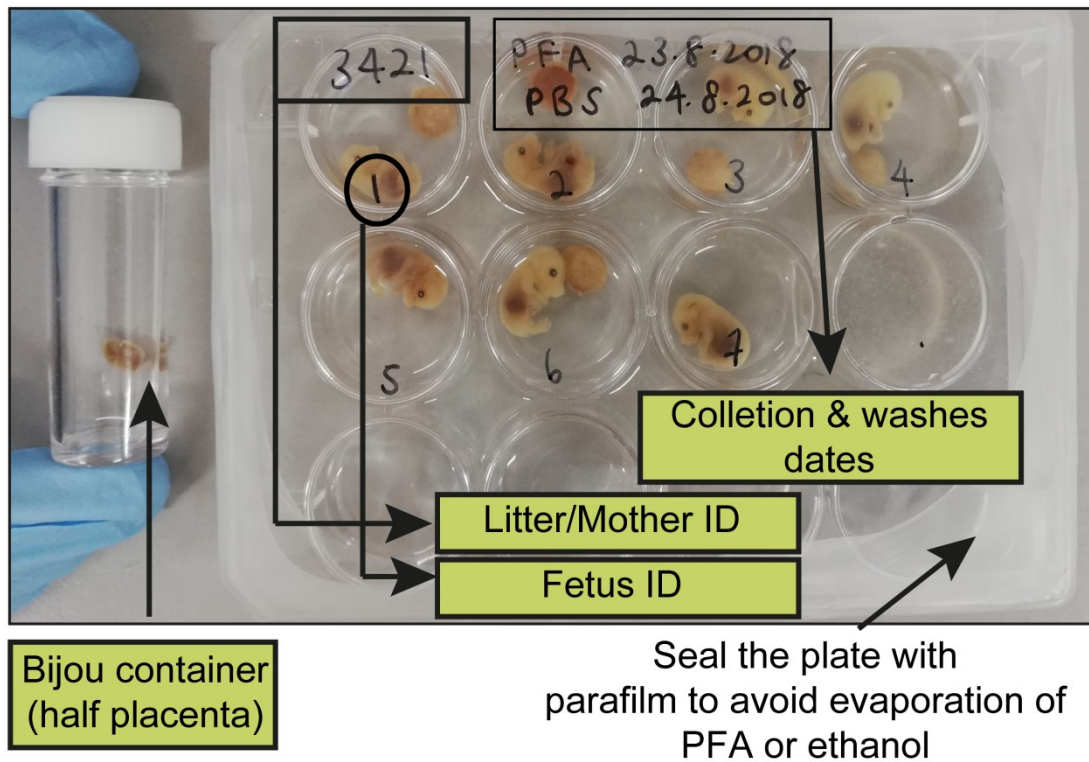 3421
PFA 23.8.2018
PBS 24.8.2018
1
2
3
4
5
6
7
Colletion & washes
dates
Litter/Mother ID
Fetus ID
Bijou container
(half placenta)
Seal the plate with
parafilm to avoid evaporation of
PFA or ethanol